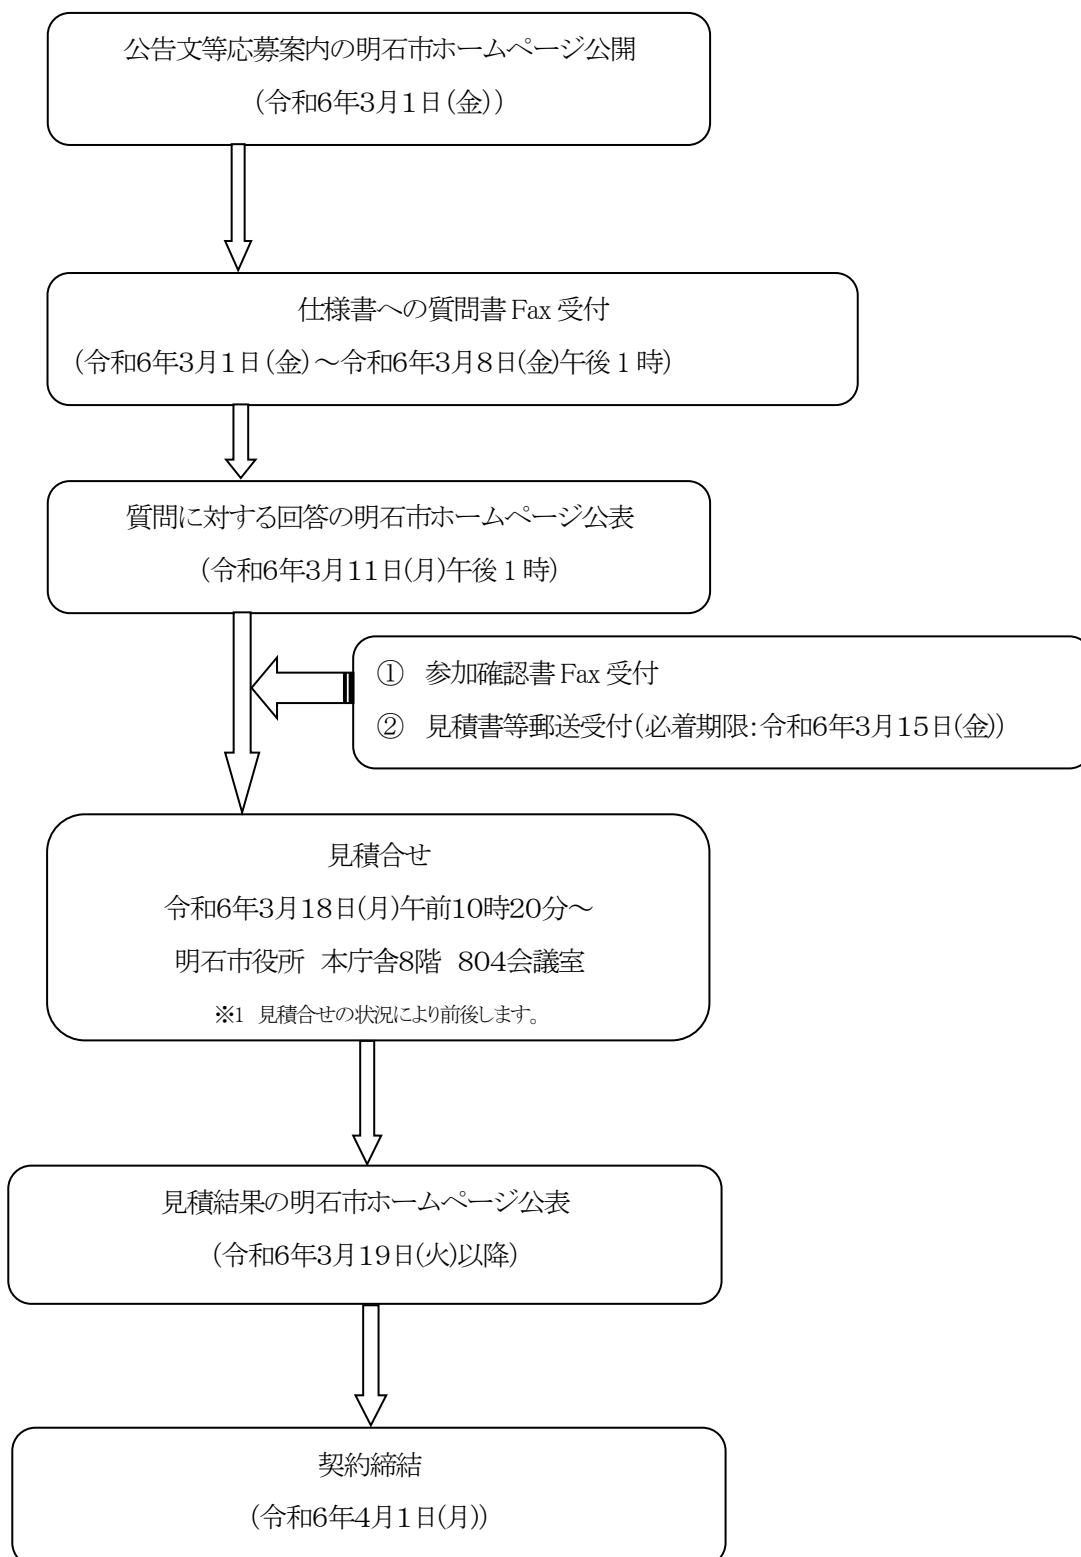 公告文等応募案内の明石市ホームページ公開
（令和6年3月1日（金））
仕様書への質問書 Fax 受付
（令和6年3月1日（金）～令和6年3月8日(金)午後1時）
質問に対する回答の明石市ホームページ公表
（令和6年3月11日(月)午後1時）
① 参加確認書 Fax 受付
② 見積書等郵送受付（必着期限：令和6年3月15日(金)）
見積合せ
令和6年3月18日(月)午前10時20分～
明石市役所 本庁舎8階 804会議室
※1 見積合せの状況により前後します。
見積結果の明石市ホームページ公表
（令和6年3月19日(火)以降）
契約締結
（令和6年4月1日(月)）